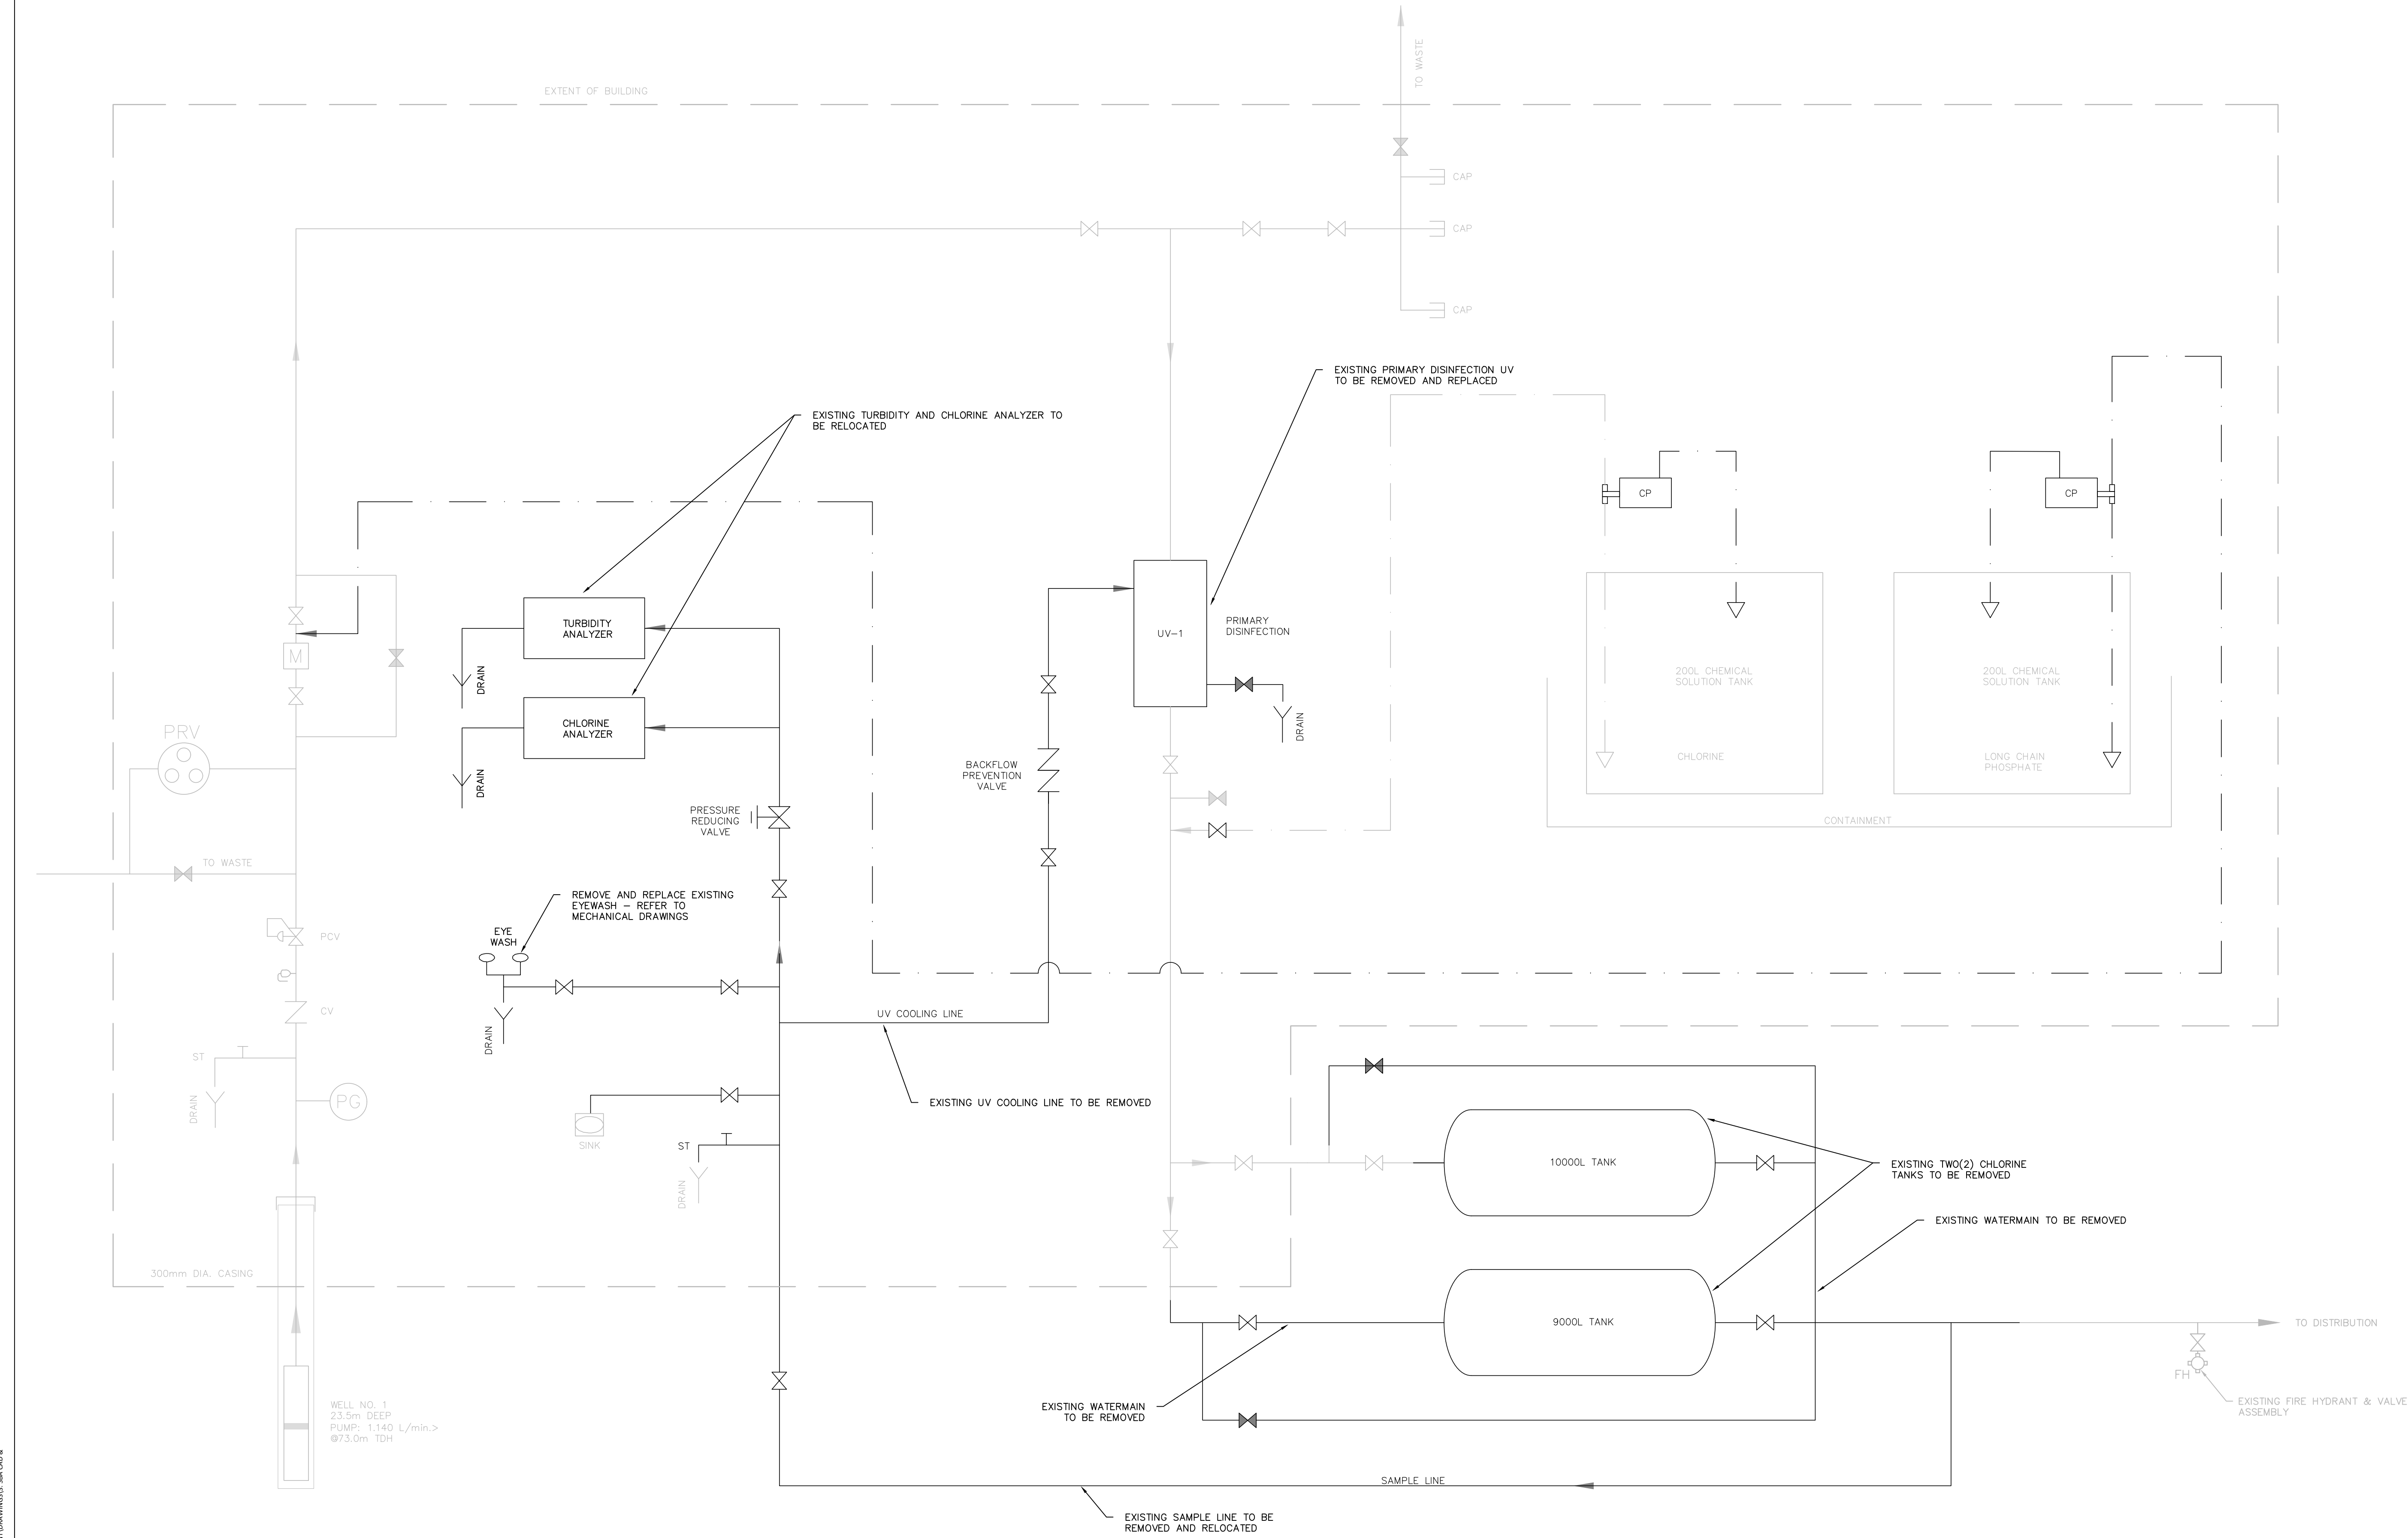 TO WASTE
EXTENT OF BUILDING
CAP
CAP
CAP
EXISTING PRIMARY DISINFECTION UV
TO BE REMOVED AND REPLACED
EXISTING TURBIDITY AND CHLORINE ANALYZER TO
BE RELOCATED
CP
CP
TURBIDITY
ANALYZER
DRAIN
CHLORINE
ANALYZER
DRAIN
UV-1
PRIMARY
DISINFECTION
DRAIN
M
200L CHEMICAL
SOLUTION TANK
CHLORINE
200L CHEMICAL
SOLUTION TANK
LONG CHAIN
PHOSPHATE
CONTAINMENT
PRV
BACKFLOW
PREVENTION
VALVE
PRESSURE
REDUCING
VALVE
TO WASTE
REMOVE AND REPLACE EXISTING
EYEWASH – REFER TO
MECHANICAL DRAWINGS
EYE
WASH
PCV
CV
DRAIN
UV COOLING LINE
ST
DRAIN
PG
EXISTING UV COOLING LINE TO BE REMOVED
SINK
ST
DRAIN
10000L TANK
EXISTING TWO(2) CHLORINE
TANKS TO BE REMOVED
EXISTING WATERMAIN TO BE REMOVED
300mm DIA. CASING
9000L TANK
TO DISTRIBUTION
FH
EXISTING FIRE HYDRANT & VALVE
ASSEMBLY
WELL NO. 1
23.5m DEEP
PUMP: 1.140 L/min.>
@73.0m TDH
EXISTING WATERMAIN
TO BE REMOVED
SAMPLE LINE
EXISTING SAMPLE LINE TO BE
REMOVED AND RELOCATED